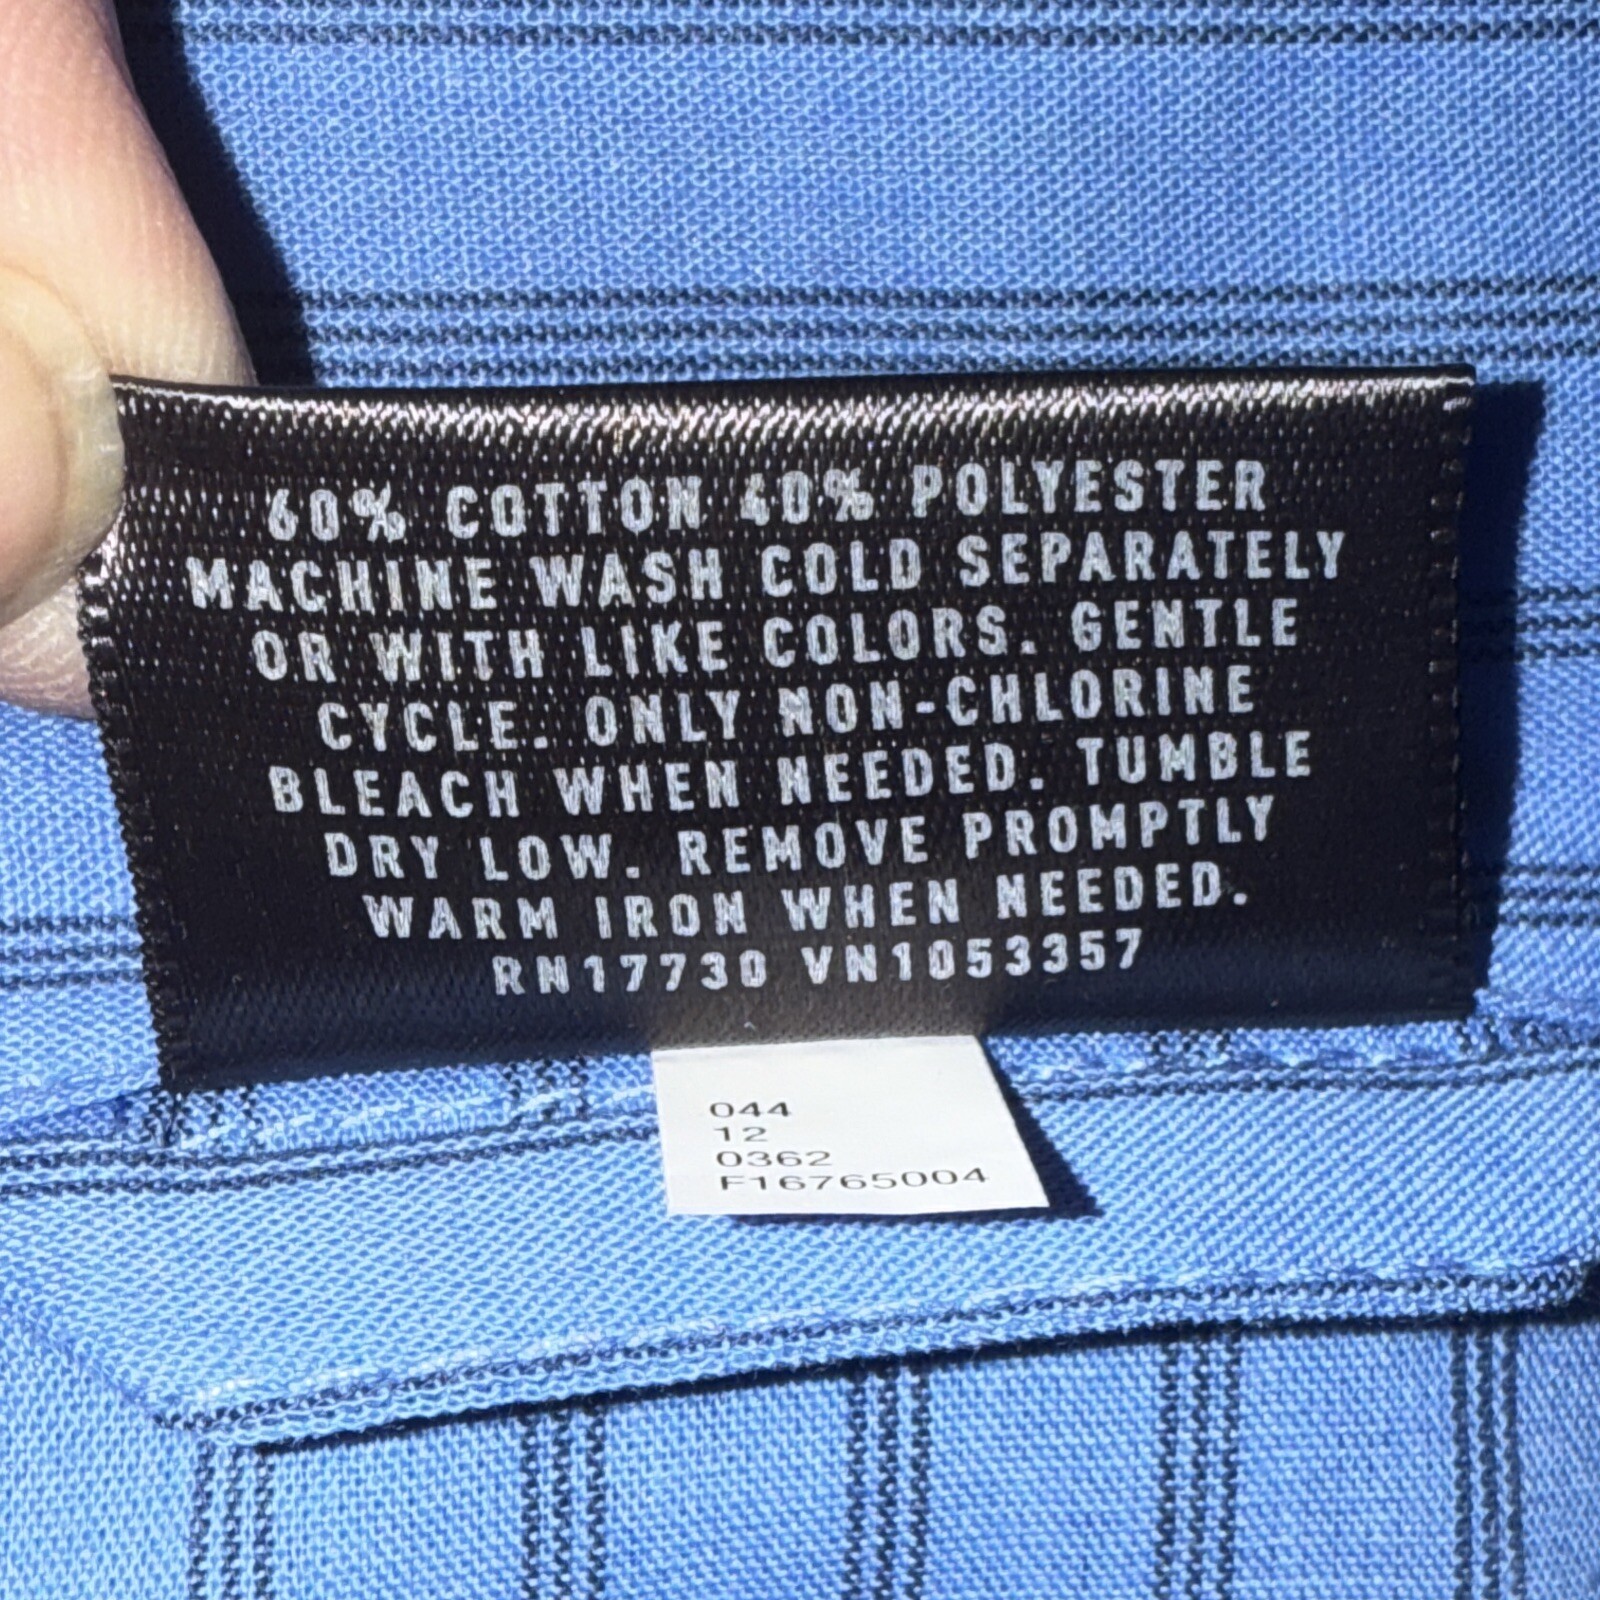 60% COTTON 40% POLYESTER
MACHINE WASH COLD SEPARATELY
OR WITH LIKE COLORS. GENTLE
CYCLE. ONLY NON-CHLORINE
BLEACH WHEN NEEDED. TUMBLE
DRY LOW. REMOVE PROMPTLY
WARM IRON WHEN NEEDED.
RN17730 VN1053357
044
12
0362
F16765004